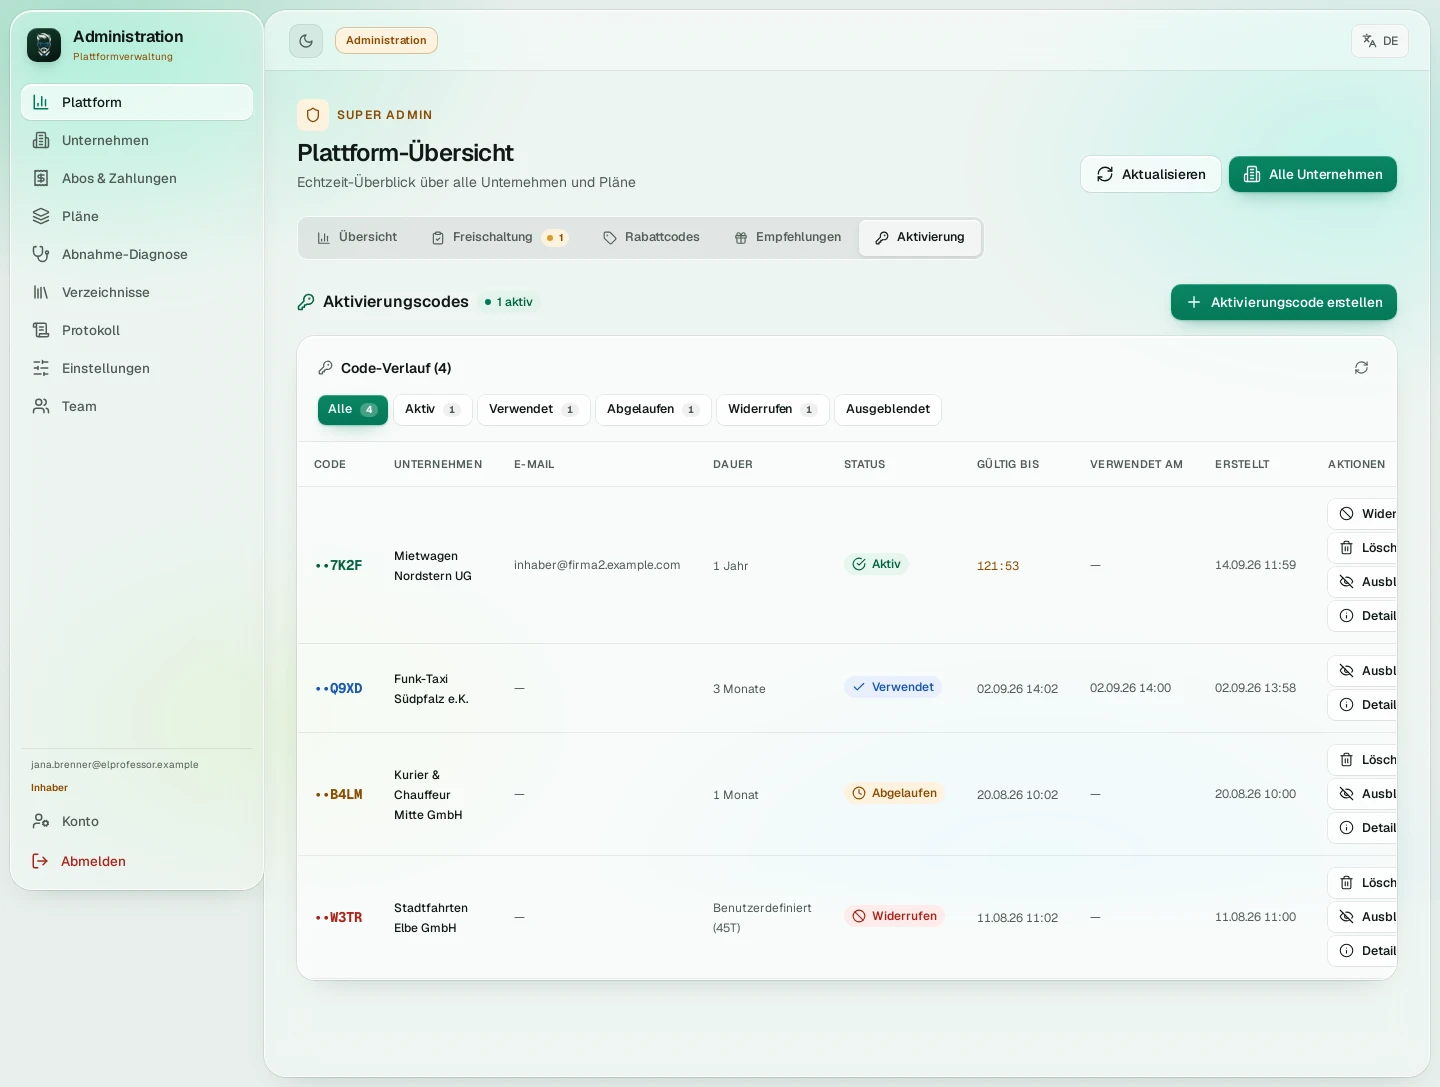 Administration
Plattformverwaltung
Plattform
Unternehmen
Abos & Zahlungen
Pläne
Abnahme-Diagnose
Verzeichnisse
Protokoll
Einstellungen
Team
jana.brenner@elprofessor.example
Inhaber
Konto
Abmelden
Administration
DE
SUPER ADMIN
Plattform-Übersicht
Echtzeit-Überblick über alle Unternehmen und Pläne
Aktualisieren
Alle Unternehmen
Übersicht
Freischaltung 1
Rabattcodes
Empfehlungen
Aktivierung
Aktivierungscodes
1 aktiv
Aktivierungscode erstellen
Code-Verlauf (4)
Alle 4
Aktiv 1
Verwendet 1
Abgelaufen 1
Widerrufen 1
Ausgeblendet
CODE UNTERNEHMEN E-MAIL DAUER STATUS GÜLTIG BIS VERWENDET AM ERSTELLT AKTIONEN
••7K2F
Mietwagen
Nordstern UG
inhaber@firma2.example.com
1 Jahr
Aktiv
121:53
—
14.09.26 11:59
Wider
Lösch
Ausbl
Detail
••Q9XD
Funk-Taxi
Südpfalz e.K.
—
3 Monate
Verwendet
02.09.26 14:02
02.09.26 14:00
02.09.26 13:58
Ausbl
Detail
••B4LM
Kurier &
Chauffeur
Mitte GmbH
—
1 Monat
Abgelaufen
20.08.26 10:02
—
20.08.26 10:00
Lösch
Ausbl
Detail
••W3TR
Stadtfahrten
Elbe GmbH
—
Benutzerdefiniert
(45T)
Widerrufen
11.08.26 11:02
—
11.08.26 11:00
Lösch
Ausbl
Detail